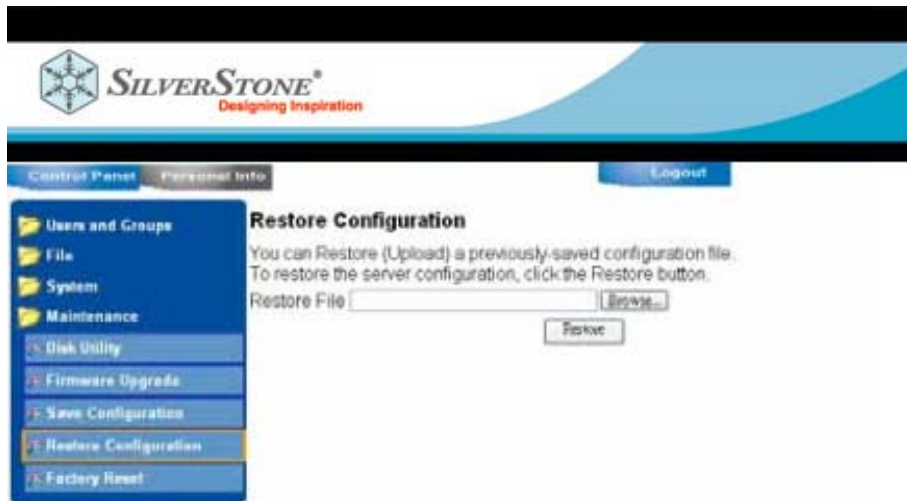 SILVERSTONE®
Designing Inspiration
Control Panel
Personal Info
Logout
Users and Groups
File
System
Maintenance
Disk Utility
Firmware Upgrade
Save Configuration
Restore Configuration
Factory Reset
Restore Configuration
You can Restore (Upload) a previously-saved configuration file.
To restore the server configuration, click the Restore button.
Restore File
Browse...
Restore